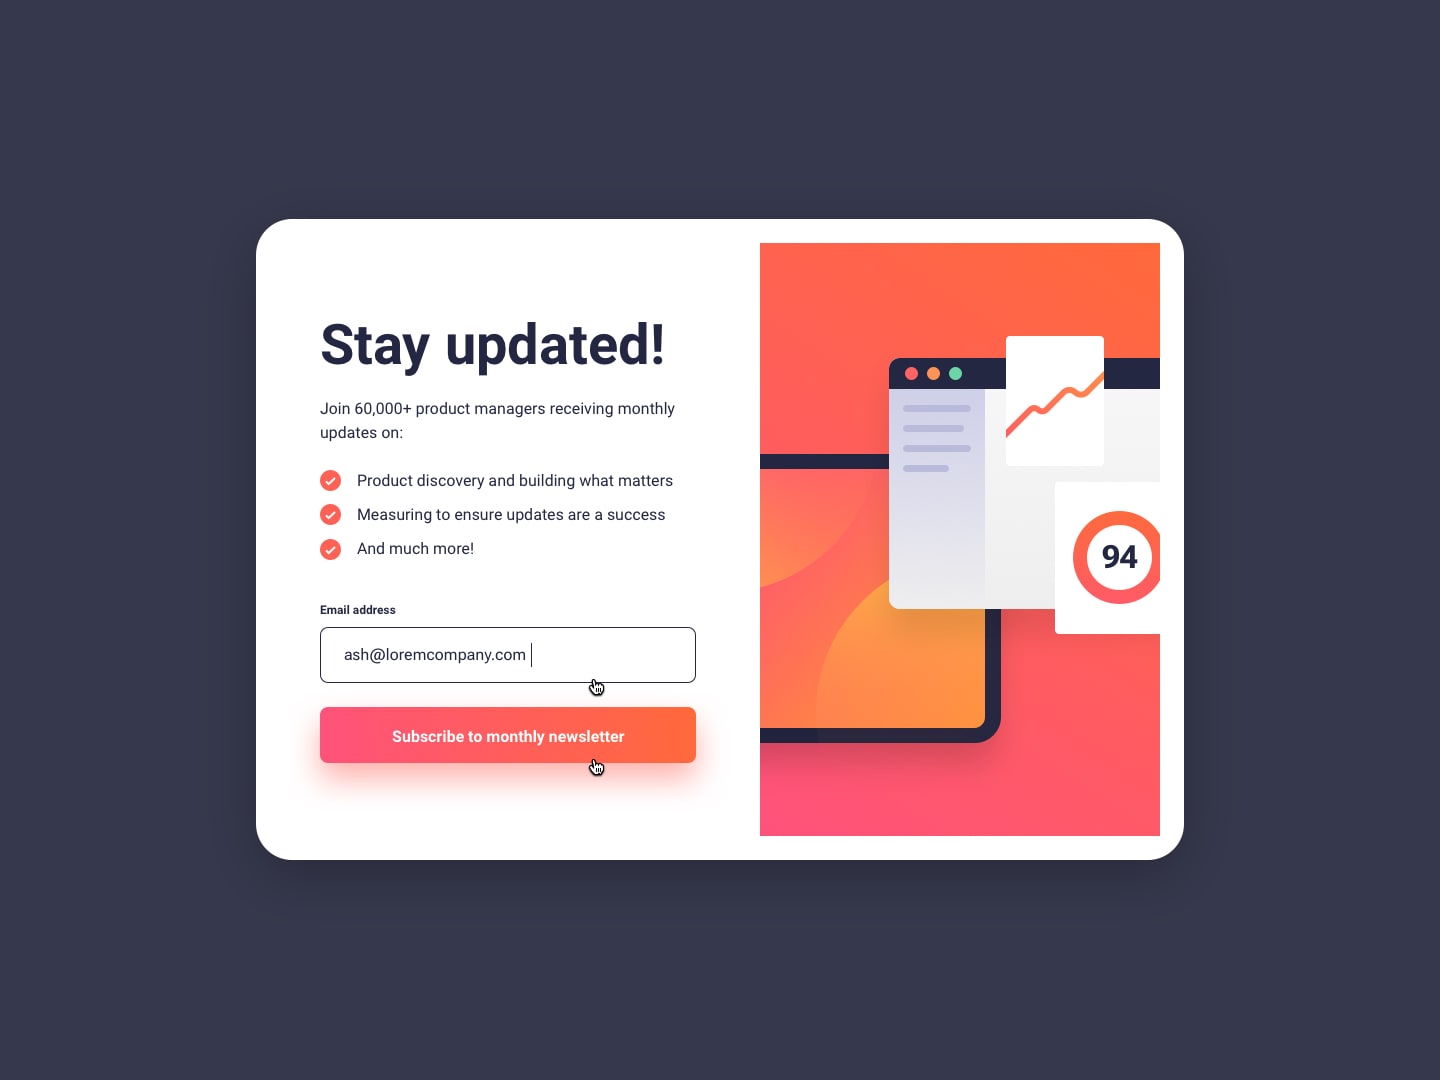 Stay updated!
Join 60,000+ product managers receiving monthly
updates on:
Product discovery and building what matters
Measuring to ensure updates are a success
And much more!
Email address
ash@loremcompany.com
Subscribe to monthly newsletter
94